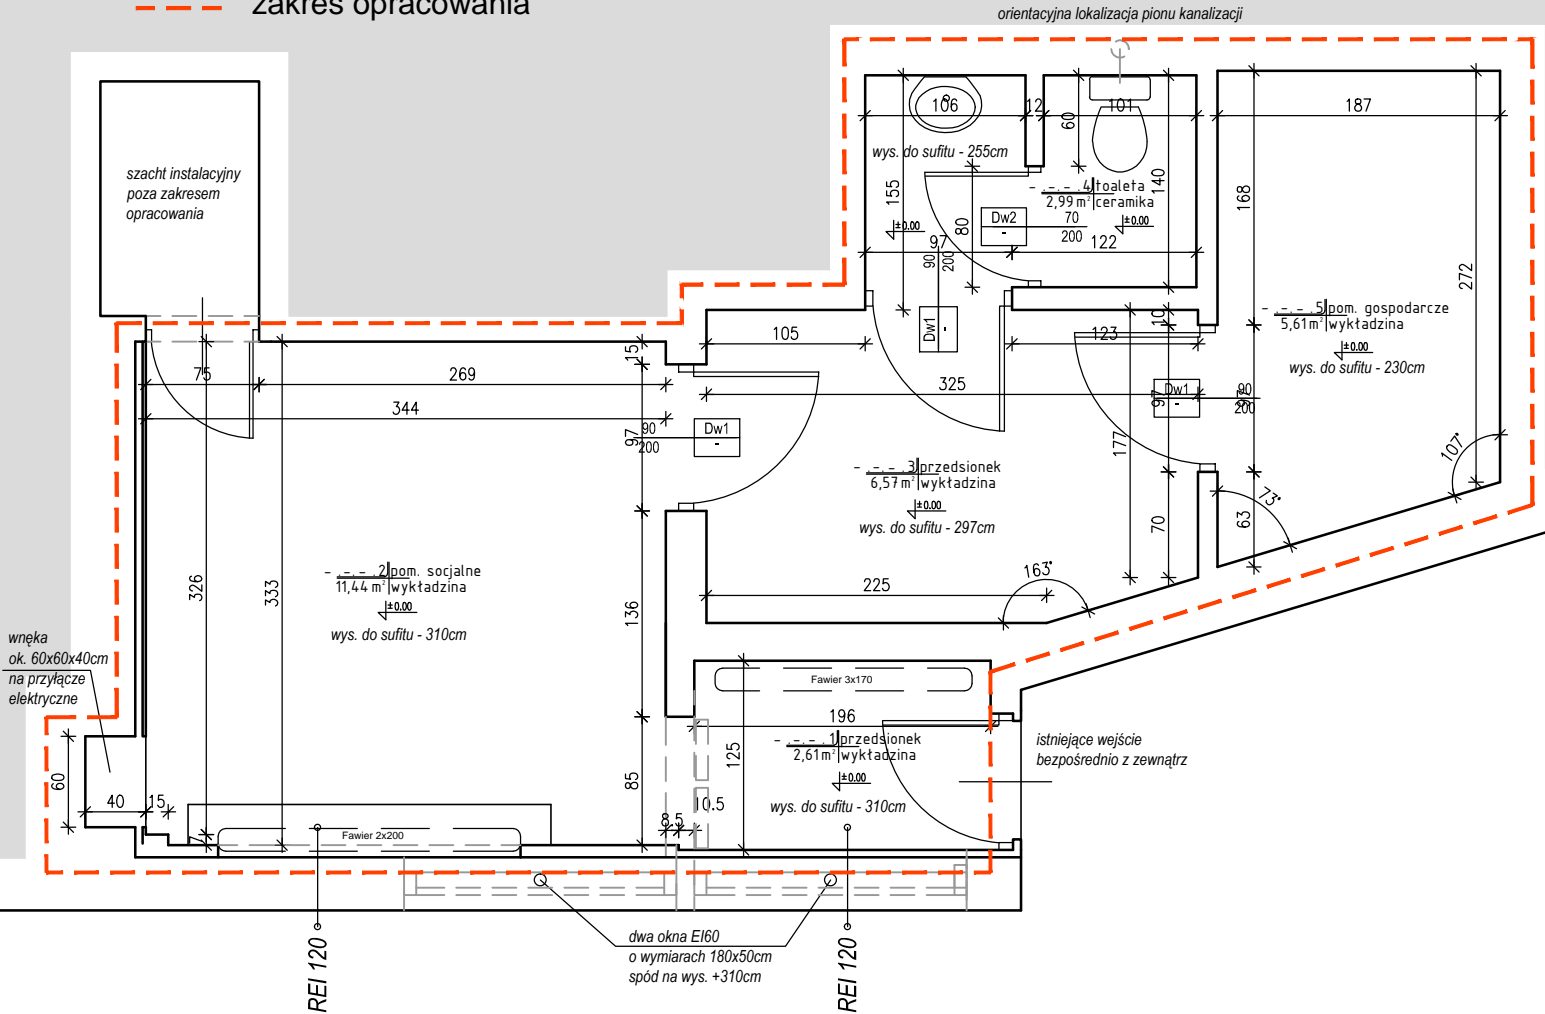 zakres opracowania
orientacyjna lokalizacja pionu kanalizacji
szacht instalacyjny
poza zakresem
opracowania
106
12
101
187
60
wys. do sufitu - 255cm
155
140
168
- .-.- . 4 toaleta
2,99 m² ceramika
±0.00
±0.00
80
Dw2
-
70
200
97
122
90
200
Dw1
-
272
- .-.- . 5 pom. gospodarcze
5,61m² wykładzina
±0.00
wys. do sufitu - 230cm
10
105
123
15
75
269
325
344
97
90
200
Dw1
-
97
Dw1
-
90
200
177
107°
73°
63
70
- .-.- . 3 przedsionek
6,57m² wykładzina
±0.00
wys. do sufitu - 297cm
163°
225
326
333
136
- .-.- . 2 pom. socjalne
11,44 m² wykładzina
±0.00
wys. do sufitu - 310cm
wnęka
ok. 60x60x40cm
na przyłącze
elektryczne
Fawier 3x170
196
125
- .-.- . 1 przedsionek
2,61m² wykładzina
±0.00
wys. do sufitu - 310cm
istniejące wejście
bezpośrednio z zewnątrz
60
40
15
85
10.5
8.5
7
Fawier 2x200
dwa okna EI60
o wymiarach 180x50cm
spód na wys. +310cm
REI 120
REI 120